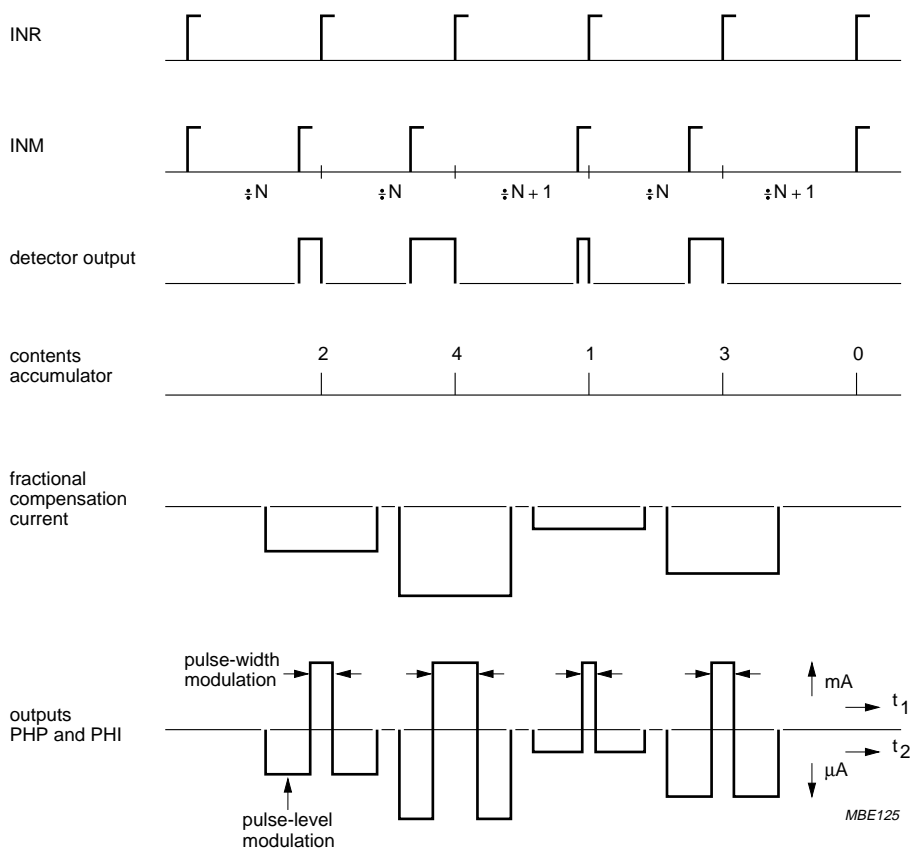 INR
INM
÷N ÷N ÷N + 1 ÷N ÷N + 1
detector output
contents
accumulator
2 4 1 3 0
fractional
compensation
current
pulse-width
modulation
mA
t1
outputs
PHP and PHI
t2
μA
pulse-level
modulation
MBE125